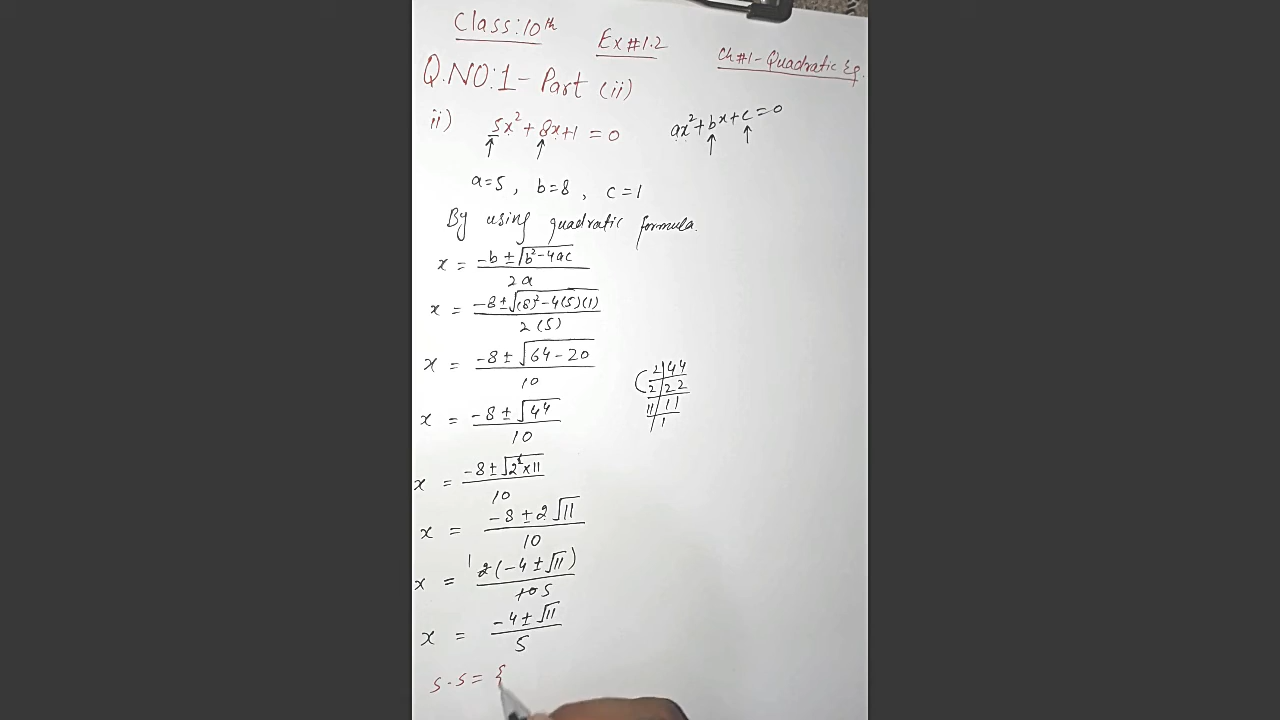 Class: 10th Ex#1.2 Ch#1- Quadratic Eq.
Q.NO:1- Part (ii)
ii) 5x² + 8x+1 = 0 ax²+bx+c=0
a=5, b=8, c=1
By using quadratic formula.
x = (-b ± √(b²-4ac)) / 2a
x = (-8 ± √((8)²-4(5)(1))) / 2(5)
x = (-8 ± √(64-20)) / 10
2|44
2|22
11|11
|1
x = (-8 ± √44) / 10
x = (-8 ± √(2²×11)) / 10
x = (-8 ± 2√11) / 10
x = 1 2(-4 ± √11) / 10 5
x = (-4 ± √11) / 5
S.S = {